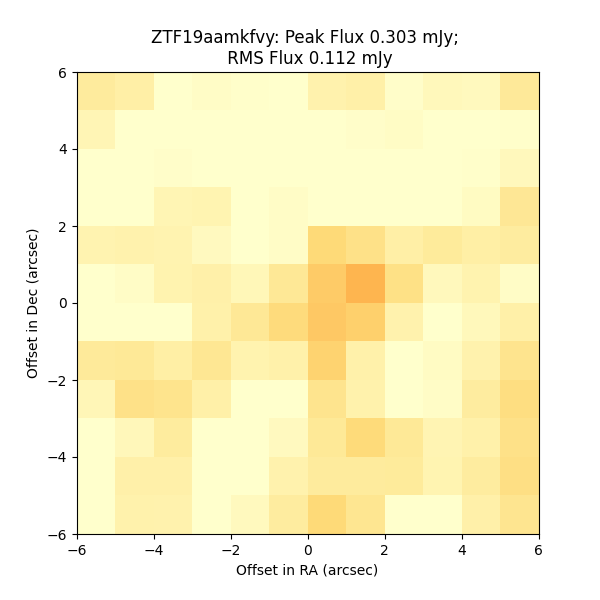 ZTF19aamkfvy: Peak Flux 0.303 mJy;
RMS Flux 0.112 mJy
6
4
2
0
−2
−4
−6
Offset in Dec (arcsec)
−6 −4 −2 0 2 4 6
Offset in RA (arcsec)